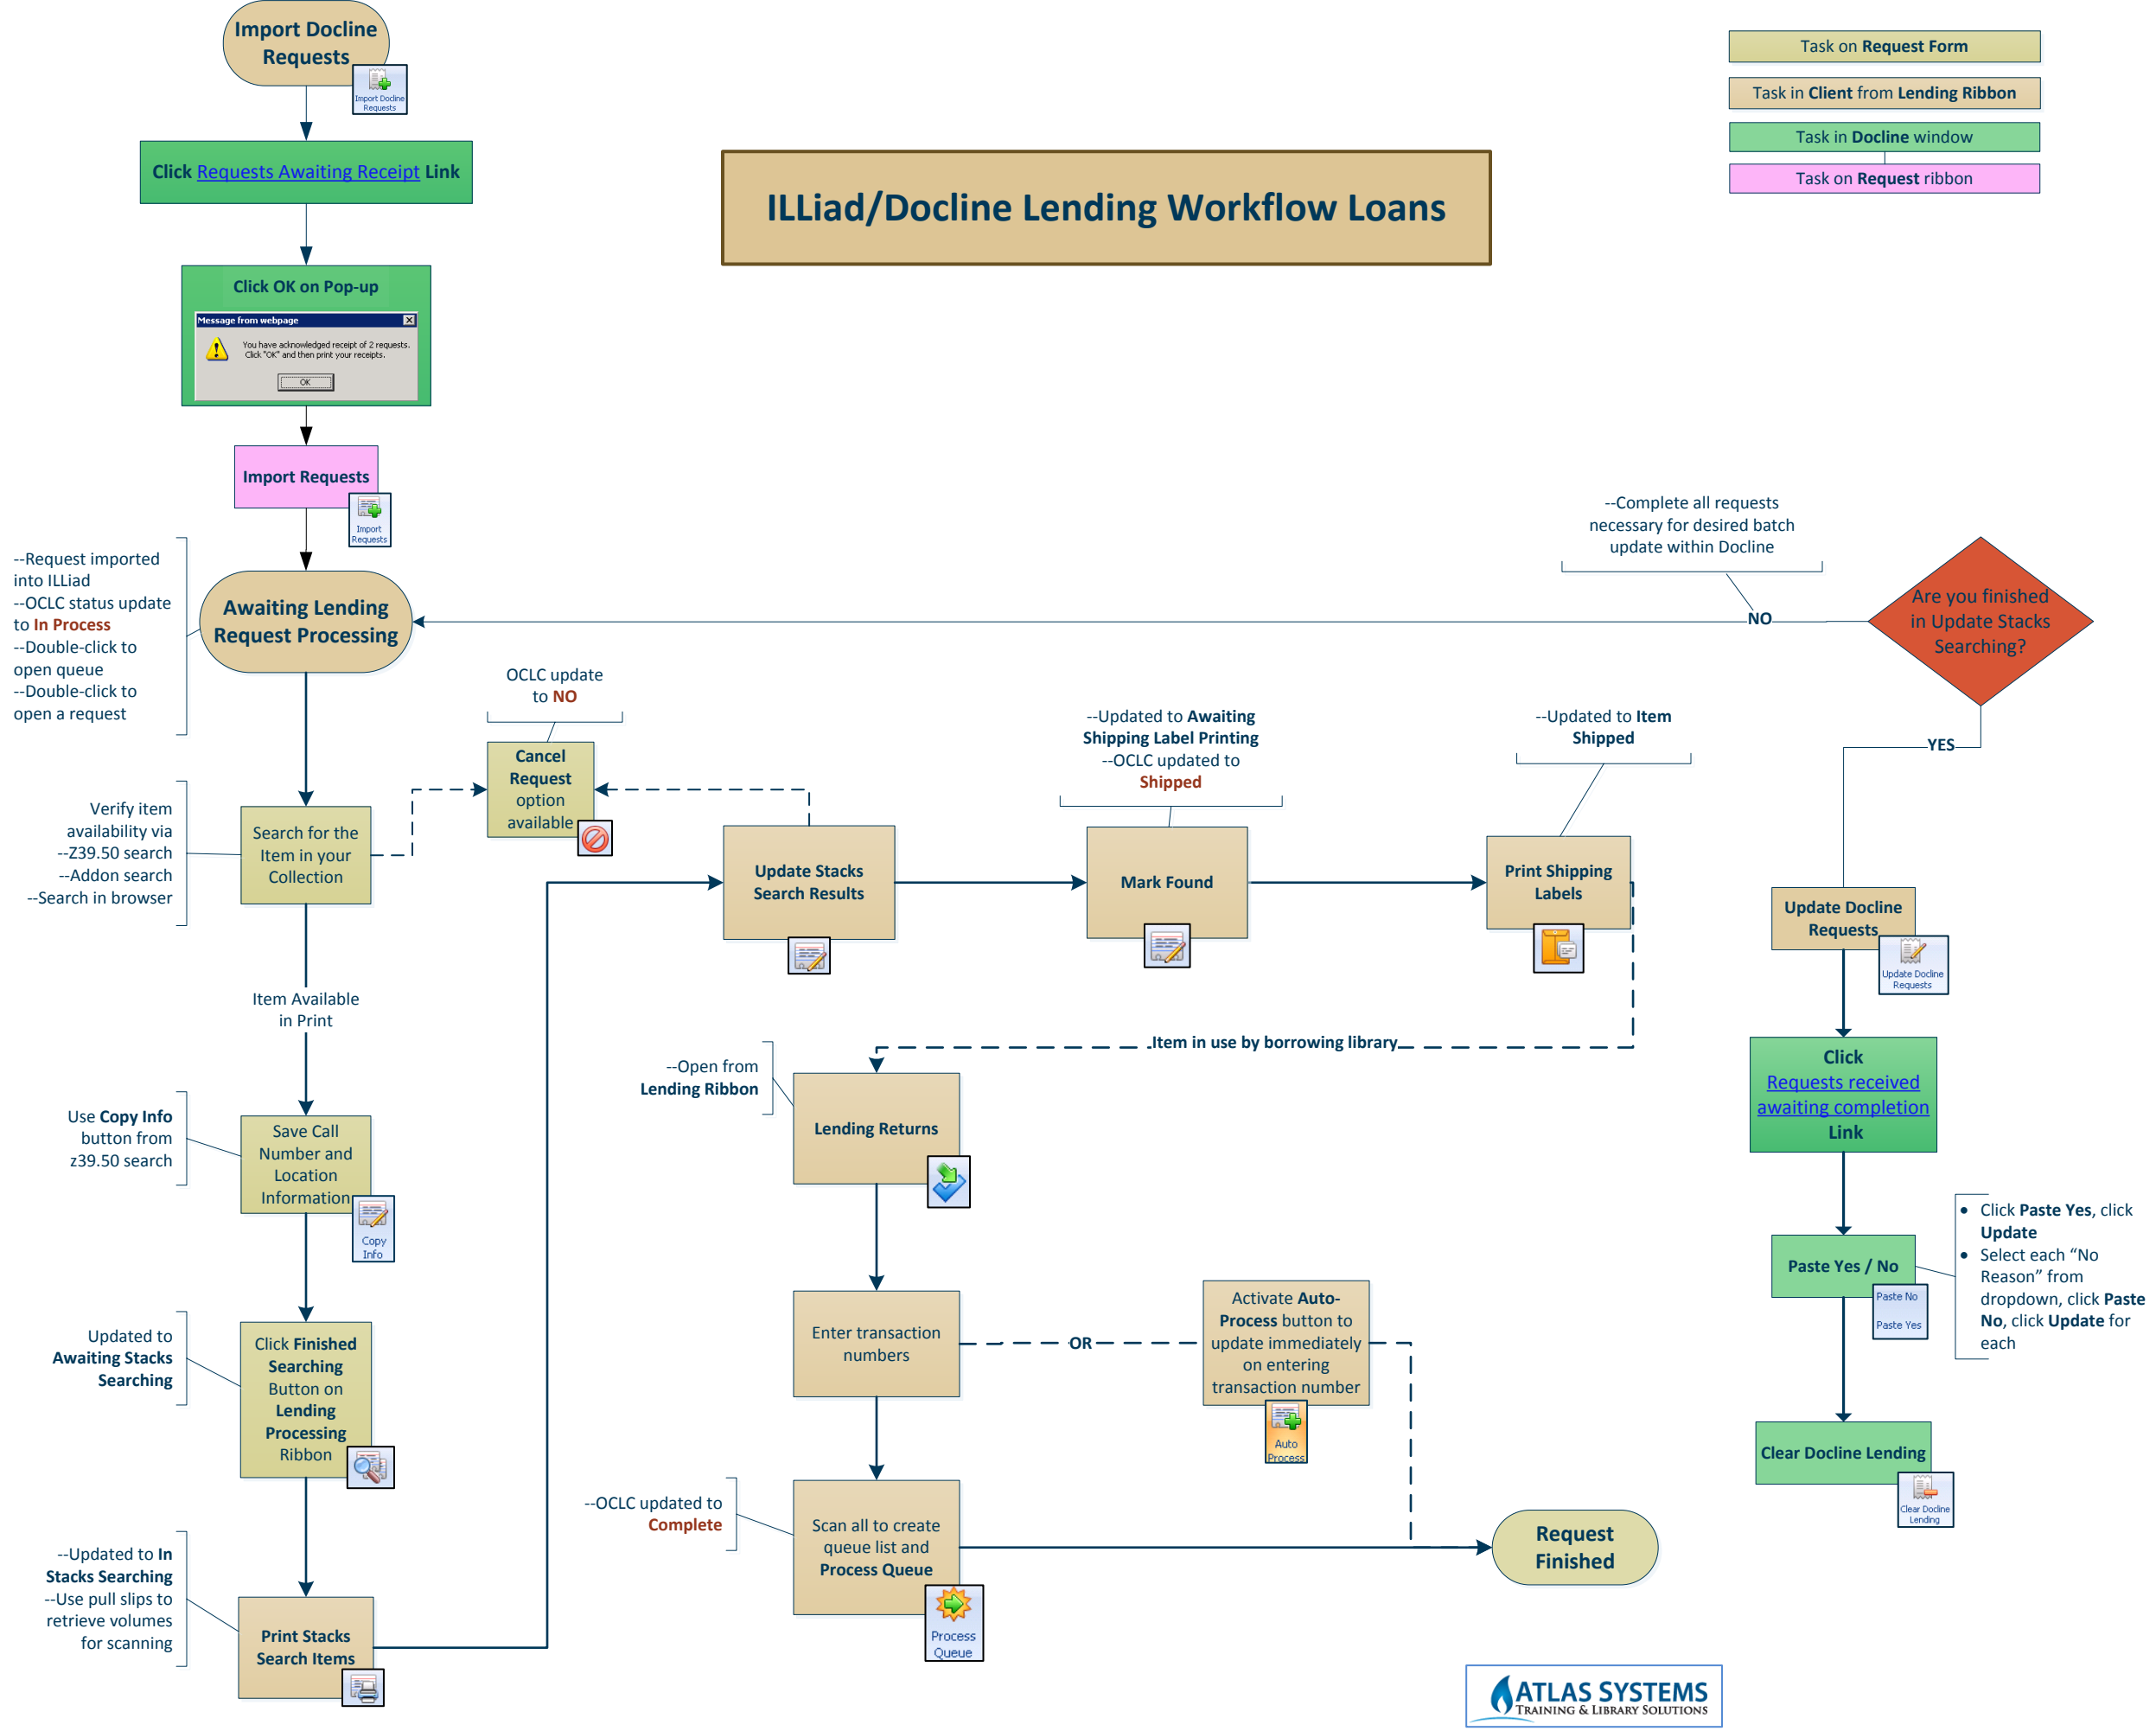 Import Docline
Requests
Import Docline
Requests
Click Requests Awaiting Receipt Link
Click OK on Pop-up
Message from webpage
You have acknowledged receipt of 2 requests.
Click "OK" and then print your receipts.
OK
Import Requests
Import
Requests
--Request imported
into ILLiad
--OCLC status update
to In Process
--Double-click to
open queue
--Double-click to
open a request
Awaiting Lending
Request Processing
Verify item
availability via
--Z39.50 search
--Addon search
--Search in browser
Search for the
Item in your
Collection
Item Available
in Print
Use Copy Info
button from
z39.50 search
Save Call
Number and
Location
Information
Copy
Info
Updated to
Awaiting Stacks
Searching
Click Finished
Searching
Button on
Lending
Processing
Ribbon
--Updated to In
Stacks Searching
--Use pull slips to
retrieve volumes
for scanning
Print Stacks
Search Items
ILLiad/Docline Lending Workflow Loans
OCLC update
to NO
Cancel
Request
option
available
Update Stacks
Search Results
--Updated to Awaiting
Shipping Label Printing
--OCLC updated to
Shipped
Mark Found
--Updated to Item
Shipped
Print Shipping
Labels
Item in use by borrowing library
--Open from
Lending Ribbon
Lending Returns
Enter transaction
numbers
OR
Activate Auto-
Process button to
update immediately
on entering
transaction number
Auto
Process
--OCLC updated to
Complete
Scan all to create
queue list and
Process Queue
Process
Queue
Request
Finished
Task on Request Form
Task in Client from Lending Ribbon
Task in Docline window
Task on Request ribbon
--Complete all requests
necessary for desired batch
update within Docline
NO
Are you finished
in Update Stacks
Searching?
YES
Update Docline
Requests
Update Docline
Requests
Click
Requests received
awaiting completion
Link
Paste Yes / No
Paste No
Paste Yes
• Click Paste Yes, click
Update
• Select each “No
Reason” from
dropdown, click Paste
No, click Update for
each
Clear Docline Lending
Clear Docline
Lending
ATLAS SYSTEMS
TRAINING & LIBRARY SOLUTIONS